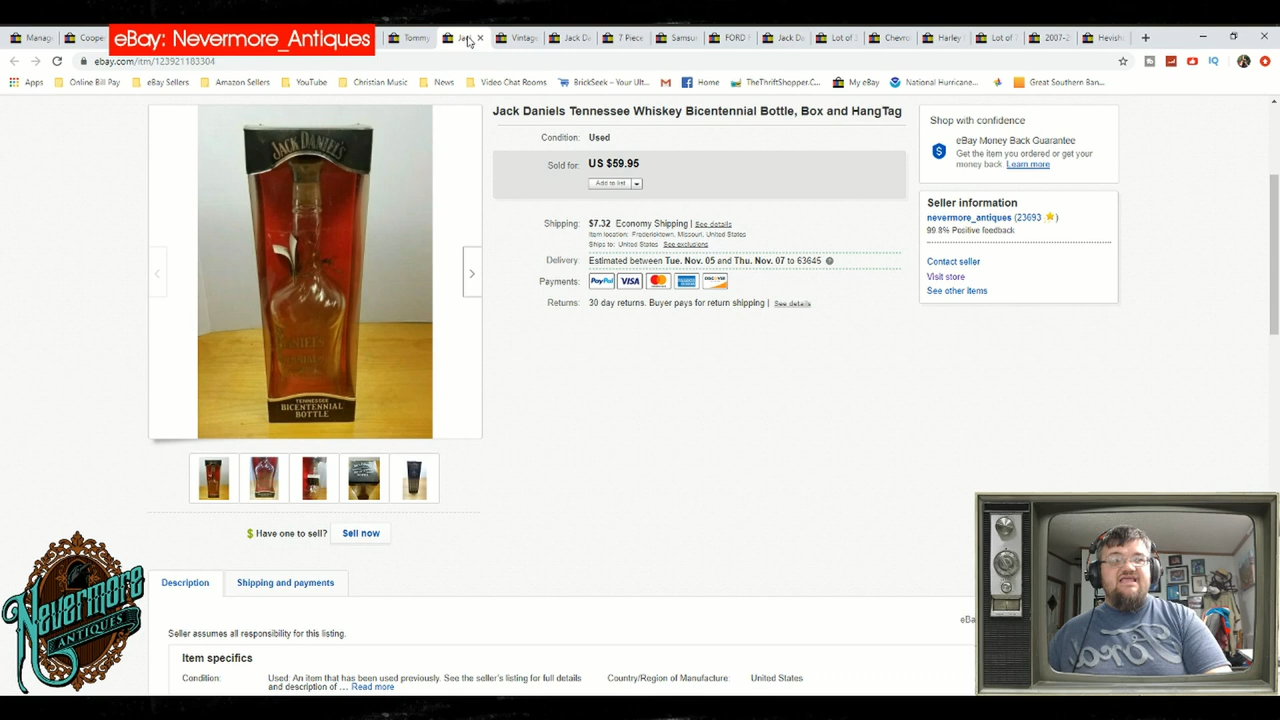 eBay: Nevermore_Antiques
Manag
Coope
Tommy
Jac
Vintage
Jack Da
7 Piece
Samsu
FORD F
Jack Da
Lot of 3
Chevro
Harley
Lot of
2007-2
Hevish
ebay.com/itm/123921183304
Apps
Online Bill Pay
eBay Sellers
Amazon Sellers
YouTube
Christian Music
News
Video Chat Rooms
BrickSeek – Your Ult...
Home
TheThriftShopper.C...
My eBay
National Hurricane...
Great Southern Ban...
Jack Daniels Tennessee Whiskey Bicentennial Bottle, Box and HangTag
Condition: Used
Sold for: US $59.95
Add to list
Shipping: $7.32 Economy Shipping | See details
Item location: Fredericktown, Missouri, United States
Ships to: United States See exclusions
Delivery: Estimated between Tue. Nov. 05 and Thu. Nov. 07 to 63645
Payments: PayPal VISA MasterCard DISCOVER
Returns: 30 day returns. Buyer pays for return shipping | See details
Shop with confidence
eBay Money Back Guarantee
Get the item you ordered or get your
money back. Learn more
Seller information
nevermore_antiques (23693 )
99.8% Positive feedback
Contact seller
Visit store
See other items
JACK DANIEL'S
TENNESSEE
BICENTENNIAL
BOTTLE
$ Have one to sell? Sell now
Description
Shipping and payments
Seller assumes all responsibility for this listing.
eBa
Item specifics
Condition: Used: An item that has been used previously. See the seller's listing for full details
and description of ... Read more
Country/Region of Manufacture: United States
Nevermore
ANTIQUES
Ford